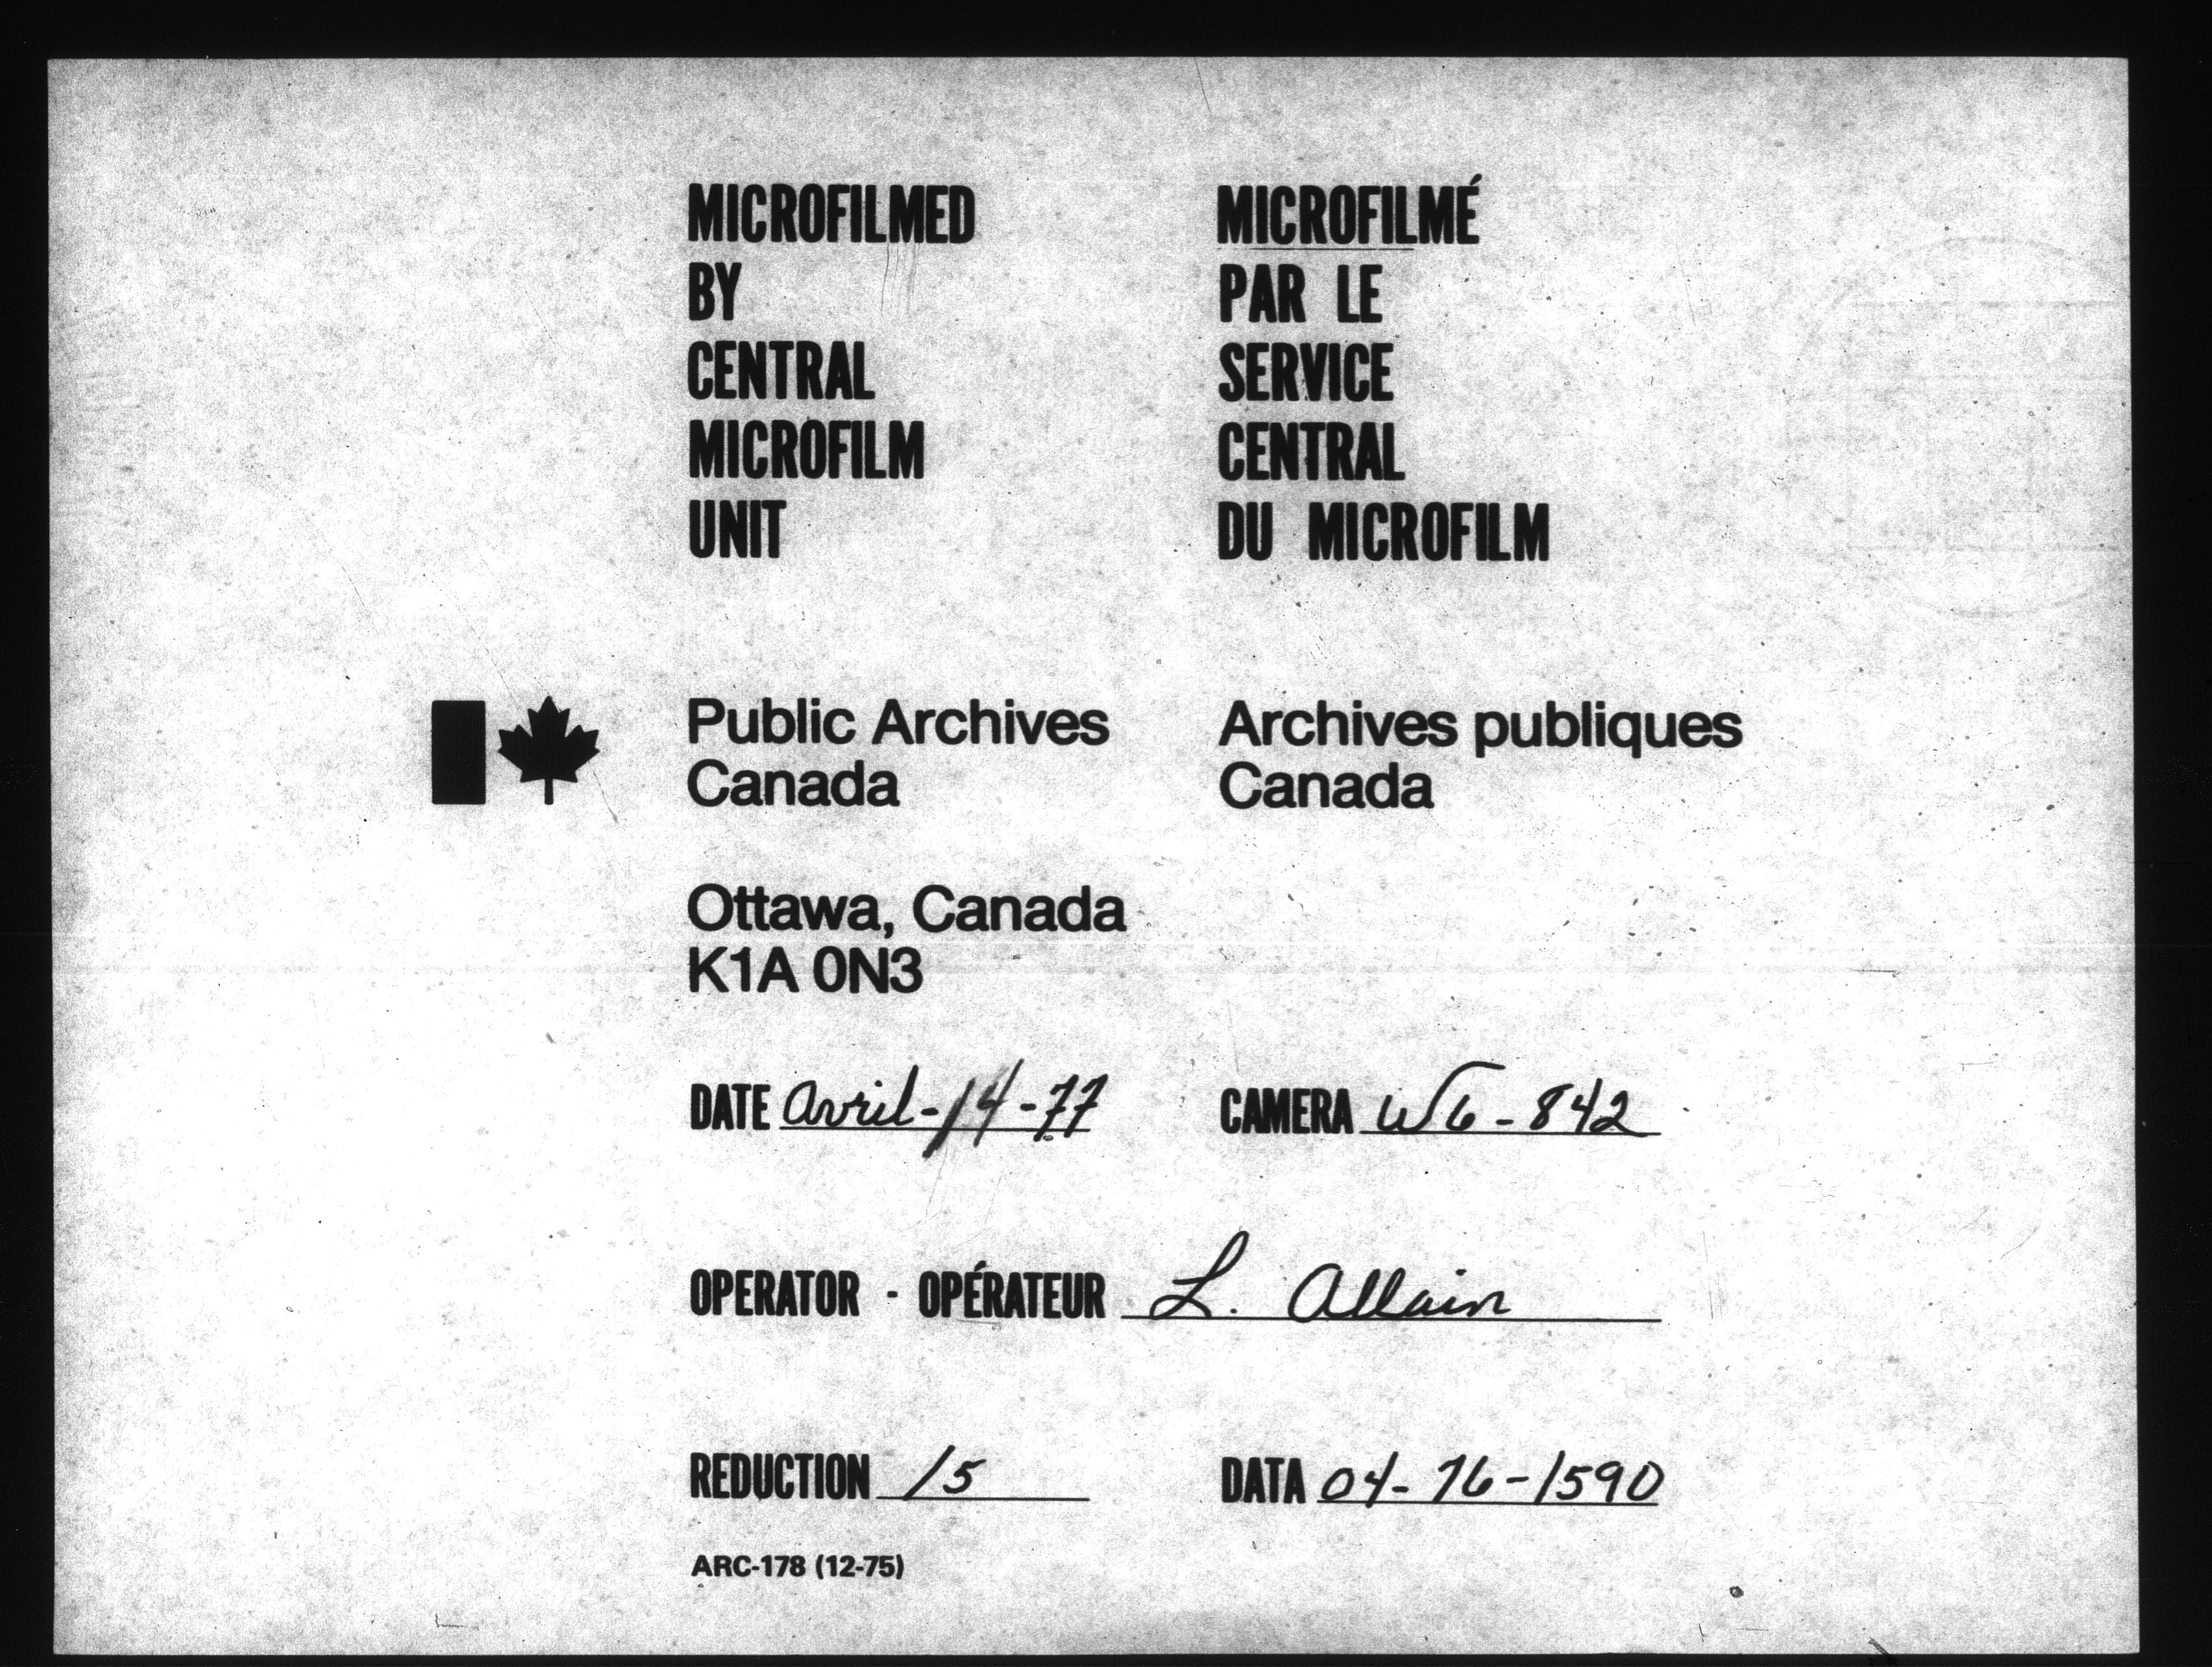 MICROFILMED
BY
CENTRAL
MICROFILM
UNIT
MICROFILMÉ
PAR LE
SERVICE
CENTRAL
DU MICROFILM
Public Archives
Canada
Archives publiques
Canada
Ottawa, Canada
K1A 0N3
DATE avril-14-77
CAMERA W6-842
OPERATOR - OPÉRATEUR L. Allain
REDUCTION 15
DATA 04-76-1590
ARC-178 (12-75)